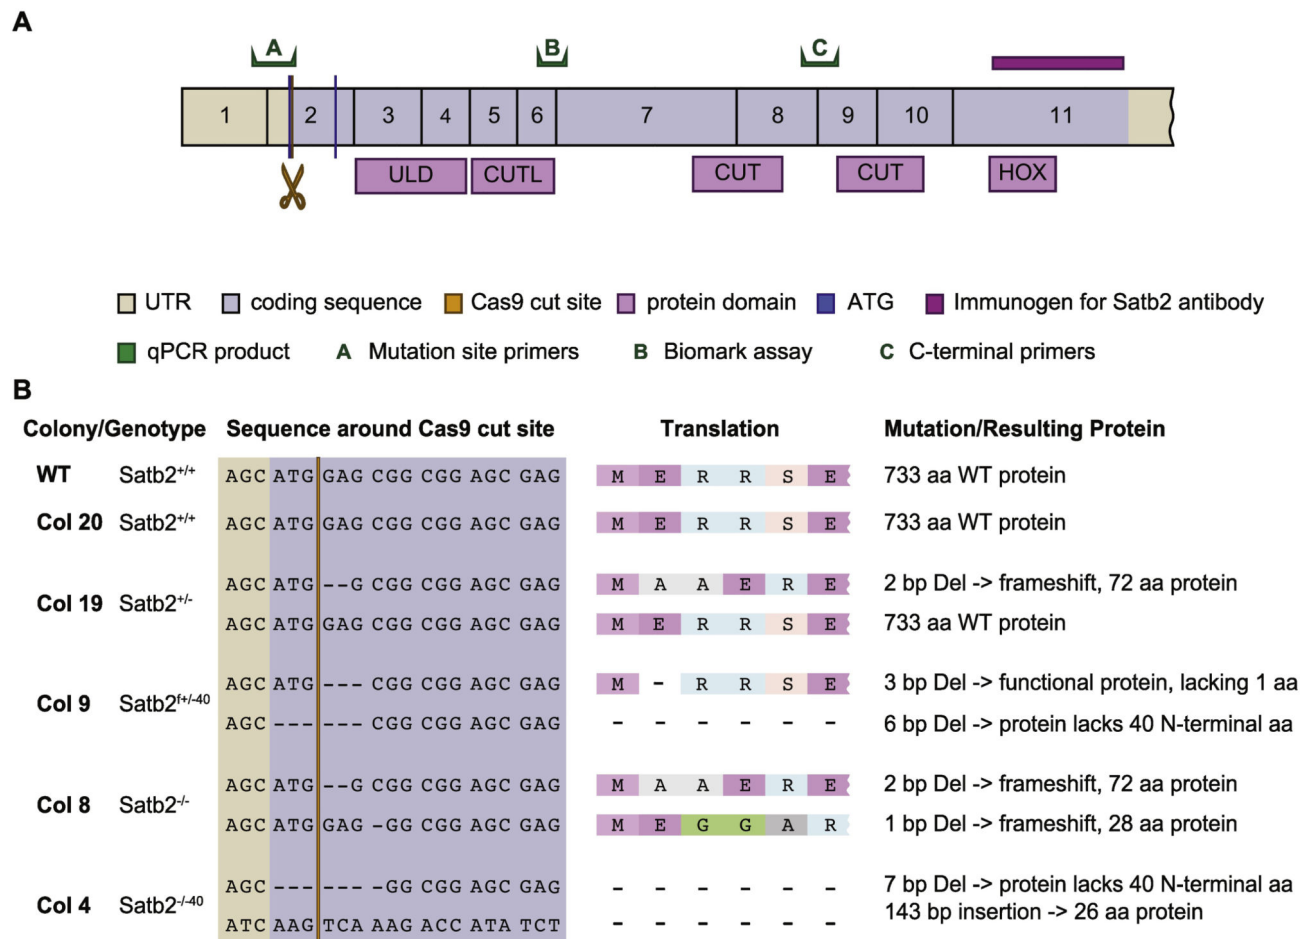 A
A B C
1 2 3 4 5 6 7 8 9 10 11
ULD CUTL CUT CUT HOX
UTR coding sequence Cas9 cut site protein domain ATG Immunogen for Satb2 antibody
qPCR product A Mutation site primers B Biomark assay C C-terminal primers
B
Colony/Genotype Sequence around Cas9 cut site Translation Mutation/Resulting Protein
WT Satb2+/+ AGC ATG GAG CGG CGG AGC GAG M E R R S E 733 aa WT protein
Col 20 Satb2+/+ AGC ATG GAG CGG CGG AGC GAG M E R R S E 733 aa WT protein
Col 19 Satb2+/-
AGC ATG --G CGG CGG AGC GAG M A A E R E 2 bp Del -> frameshift, 72 aa protein
AGC ATG GAG CGG CGG AGC GAG M E R R S E 733 aa WT protein
Col 9 Satb2f+/-40
AGC ATG --- CGG CGG AGC GAG M - R R S E 3 bp Del -> functional protein, lacking 1 aa
AGC --- --- CGG CGG AGC GAG - - - - - - 6 bp Del -> protein lacks 40 N-terminal aa
Col 8 Satb2-/-
AGC ATG --G CGG CGG AGC GAG M A A E R E 2 bp Del -> frameshift, 72 aa protein
AGC ATG GAG -GG CGG AGC GAG M E G G A R 1 bp Del -> frameshift, 28 aa protein
Col 4 Satb2-/-40
AGC --- --- -GG CGG AGC GAG - - - - - - 7 bp Del -> protein lacks 40 N-terminal aa
ATC AAG TCA AAG ACC ATA TCT - - - - - - 143 bp insertion -> 26 aa protein